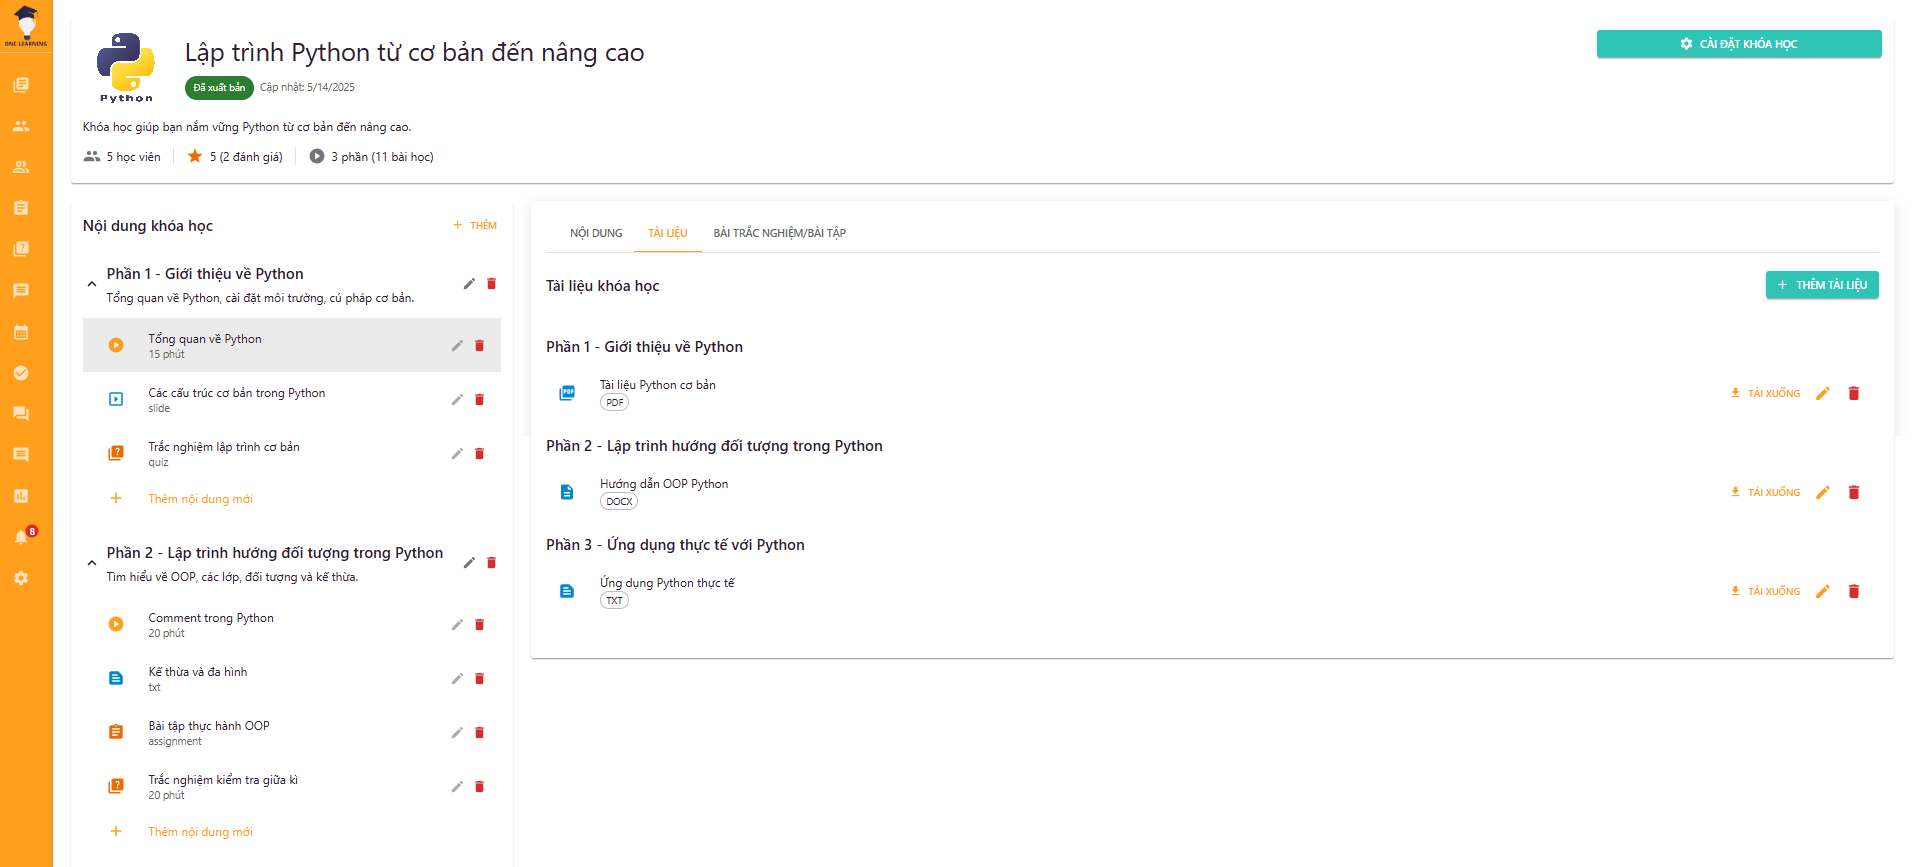 DNC LEARNING
8
Python
Lập trình Python từ cơ bản đến nâng cao
Đã xuất bản
Cập nhật: 5/14/2025
CÀI ĐẶT KHÓA HỌC
Khóa học giúp bạn nắm vững Python từ cơ bản đến nâng cao.
5 học viên
5 (2 đánh giá)
3 phần (11 bài học)
Nội dung khóa học
THÊM
Phần 1 - Giới thiệu về Python
Tổng quan về Python, cài đặt môi trường, cú pháp cơ bản.
Tổng quan về Python
15 phút
Các cấu trúc cơ bản trong Python
slide
Trắc nghiệm lập trình cơ bản
quiz
Thêm nội dung mới
Phần 2 - Lập trình hướng đối tượng trong Python
Tìm hiểu về OOP, các lớp, đối tượng và kế thừa.
Comment trong Python
20 phút
Kế thừa và đa hình
txt
Bài tập thực hành OOP
assignment
Trắc nghiệm kiểm tra giữa kì
20 phút
Thêm nội dung mới
NỘI DUNG
TÀI LIỆU
BÀI TRẮC NGHIỆM/BÀI TẬP
Tài liệu khóa học
THÊM TÀI LIỆU
Phần 1 - Giới thiệu về Python
PDF
Tài liệu Python cơ bản
PDF
TẢI XUỐNG
Phần 2 - Lập trình hướng đối tượng trong Python
Hướng dẫn OOP Python
DOCX
TẢI XUỐNG
Phần 3 - Ứng dụng thực tế với Python
Ứng dụng Python thực tế
TXT
TẢI XUỐNG